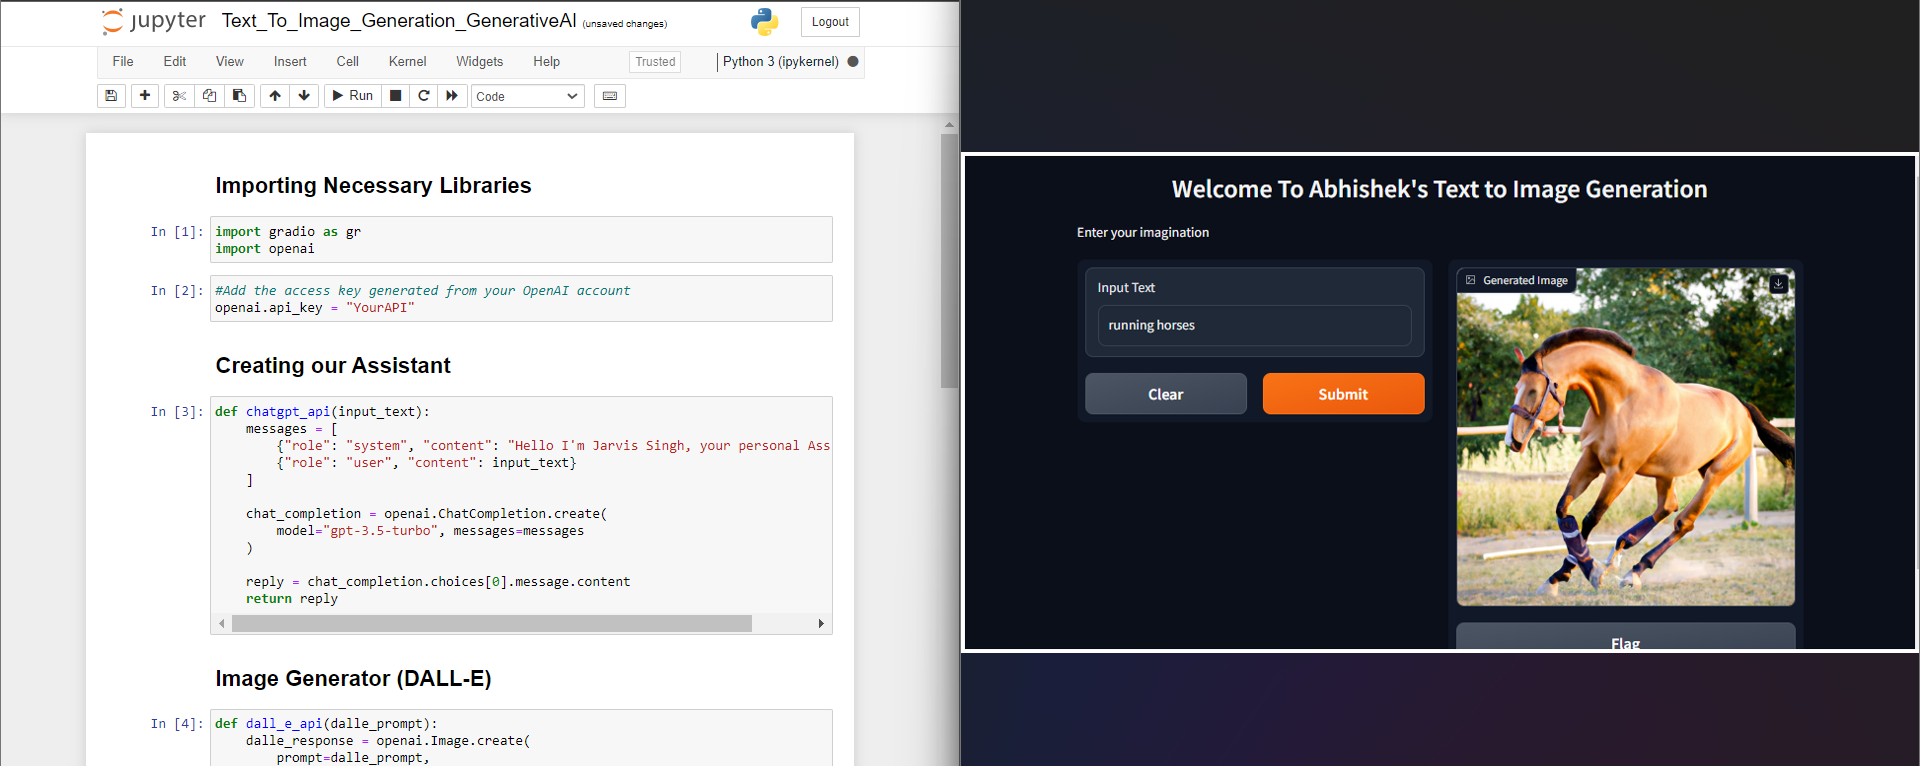 jupyter Text_To_Image_Generation_GenerativeAI (unsaved changes) Logout
File Edit View Insert Cell Kernel Widgets Help Trusted Python 3 (ipykernel)
Run Code
Importing Necessary Libraries
In [1]: import gradio as gr
import openai
In [2]: #Add the access key generated from your OpenAI account
openai.api_key = "YourAPI"
Creating our Assistant
In [3]: def chatgpt_api(input_text):
messages = [
{"role": "system", "content": "Hello I'm Jarvis Singh, your personal Ass
{"role": "user", "content": input_text}
]
chat_completion = openai.ChatCompletion.create(
model="gpt-3.5-turbo", messages=messages
)
reply = chat_completion.choices[0].message.content
return reply
Image Generator (DALL-E)
In [4]: def dall_e_api(dalle_prompt):
dalle_response = openai.Image.create(
prompt=dalle_prompt,
Welcome To Abhishek's Text to Image Generation
Enter your imagination
Input Text
running horses
Clear Submit
Generated Image
Flag